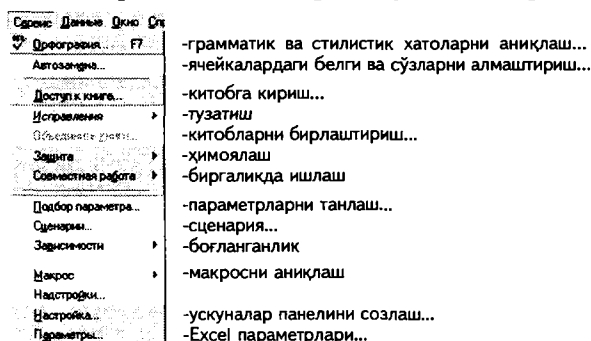 Сервис Данные Окно Спр
Орфография... F7 -грамматик ва стилистик хатоларни аниқлаш...
Автозамена... -ячейкалардаги белги ва сўзларни алмаштириш...
Доступ к книге... -китобга кириш...
Исправления -тузатиш
Объединить книги... -китобларни бирлаштириш...
Защита -ҳимоялаш
Совместная работа -биргаликда ишлаш
Подбор параметра... -параметрларни танлаш...
Сценарии... -сценария...
Зависимости -боғланганлик
Макрос -макросни аниқлаш
Надстройки...
Настройка... -ускуналар панелини созлаш...
Параметры... -Excel параметрлари...